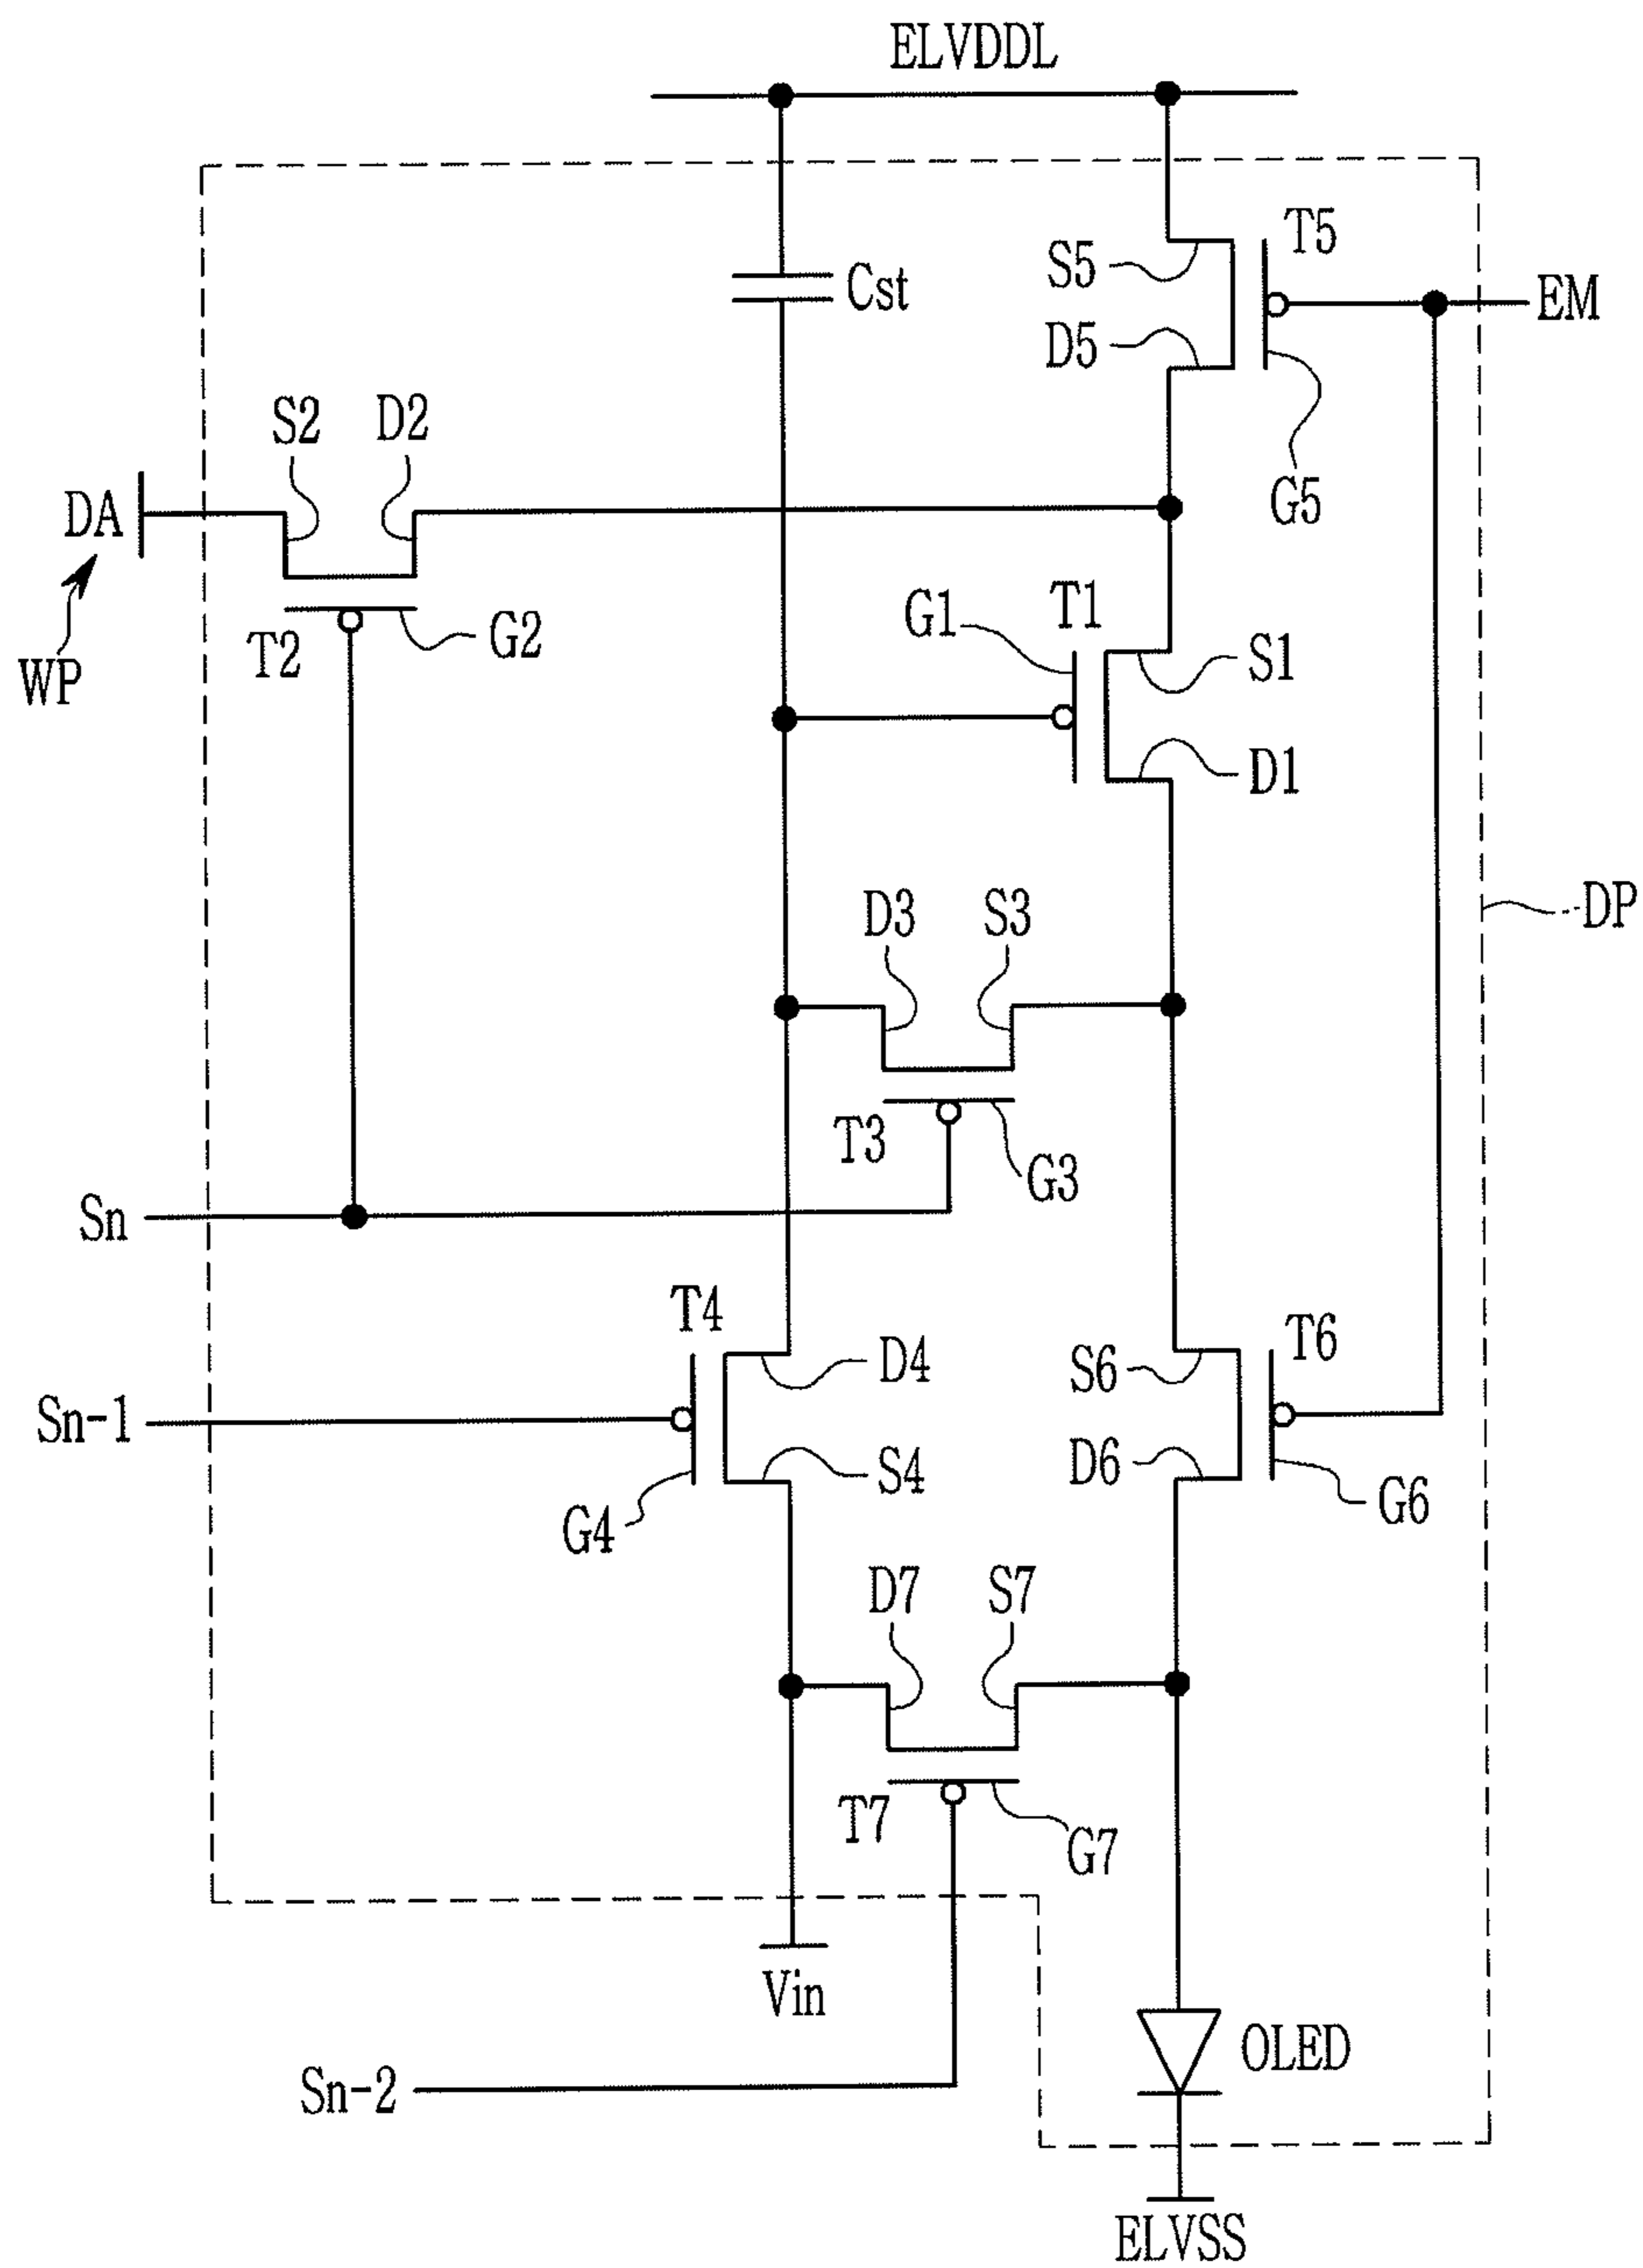 ELVDDL
T5
S5
Cst
EM
D5
S2
D2
G5
DA
T1
G1
G2
T2
S1
WP
D1
D3
S3
DP
T3
G3
Sn
T4
T6
D4
S6
Sn-1
D6
S4
G6
G4
D7
S7
T7
G7
Vin
OLED
Sn-2
ELVSS